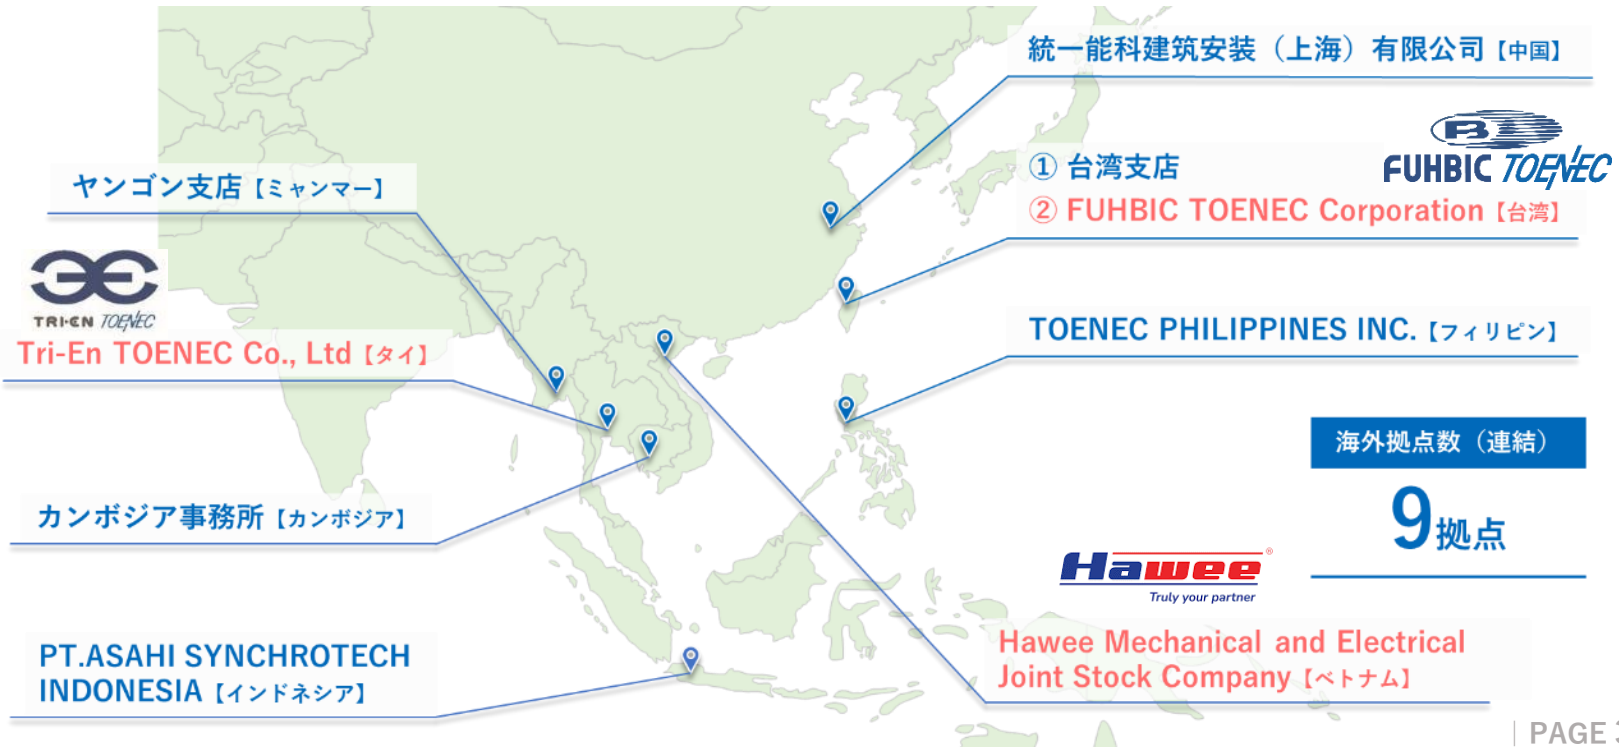 統一能科建筑安装（上海）有限公司【中国】
FUHBIC TOENEC
① 台湾支店
② FUHBIC TOENEC Corporation【台湾】
ヤンゴン支店【ミャンマー】
TRI-EN TOENEC
Tri-En TOENEC Co., Ltd【タイ】
TOENEC PHILIPPINES INC.【フィリピン】
海外拠点数（連結）
9拠点
カンボジア事務所【カンボジア】
Hawee®
Truly your partner
PT.ASAHI SYNCHROTECH
INDONESIA【インドネシア】
Hawee Mechanical and Electrical
Joint Stock Company【ベトナム】
PAGE